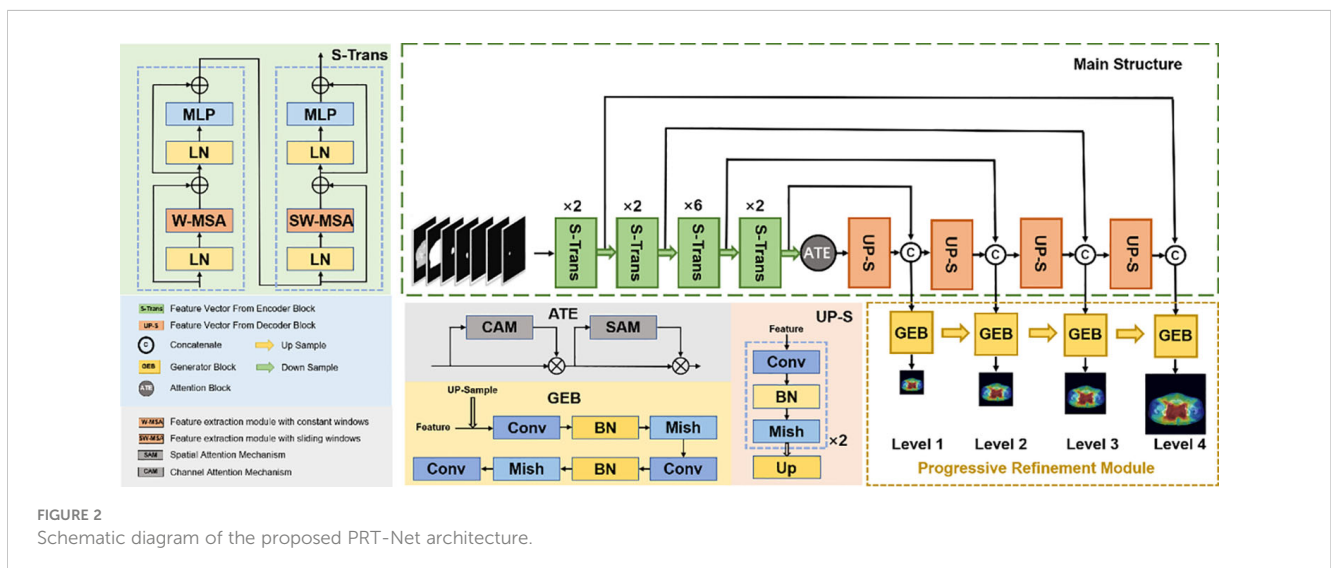 S-Trans
MLP
MLP
LN
LN
W-MSA
SW-MSA
LN
LN
Main Structure
×2
×2
×6
×2
S-Trans
S-Trans
S-Trans
S-Trans
ATE
UP-S
C
UP-S
C
UP-S
C
UP-S
C
S-Trans Feature Vector From Encoder Block
UP-S Feature Vector From Decoder Block
C Concatenate
Up Sample
GEB Generator Block
Down Sample
ATE Attention Block
W-MSA Feature extraction module with constant windows
SW-MSA Feature extraction module with sliding windows
SAM Spatial Attention Mechanism
CAM Channel Attention Mechanism
ATE
CAM
SAM
UP-Sample
GEB
Feature
Conv
BN
Mish
Conv
Mish
BN
Conv
UP-S
Feature
Conv
BN
Mish
×2
Up
GEB
GEB
GEB
GEB
Level 1
Level 2
Level 3
Level 4
Progressive Refinement Module
FIGURE 2
Schematic diagram of the proposed PRT-Net architecture.